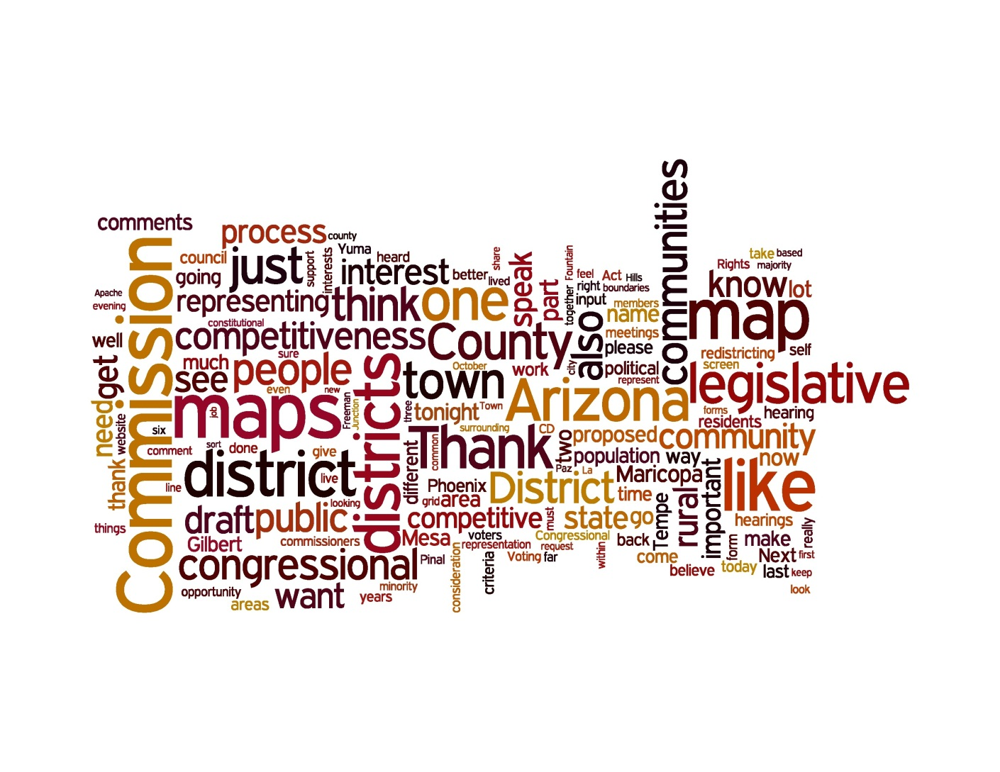 comments
Commission
process
county
council
just
support
interests
Yuma
heard
going
interest
better
lived
share
speak
representing
think
one
part
Fountain
together
feel
Act
Hills
right
boundaries
input
members
name
also
communities
Rights
take
based
majority
know
lot
map
Apache
evening
well
constitutional
competitiveness
County
meetings
please
redistricting
self
screen
get
much
sure
see
people
even
new
districts
town
October
work
city
political
represent
legislative
need
website
maps
job
Freeman
Junction
three
tonight
Town
Arizona
forms
hearing
residents
six
surrounding
CD
Thank
common
two
proposed
community
comment
sort
done
give
different
population
way
now
thank
line
district
live
looking
Phoenix
Paz
La
District
Maricopa
important
like
grid
area
time
Tempe
rural
things
draft
public
competitive
must
state
go
hearings
really
Gilbert
commissioners
Mesa
voters
representation
Congressional
request
back
form
make
congressional
Pinal
consideration
criteria
Voting
far
within
come
believe
today
Next
first
last
keep
look
opportunity
areas
want
years
minority